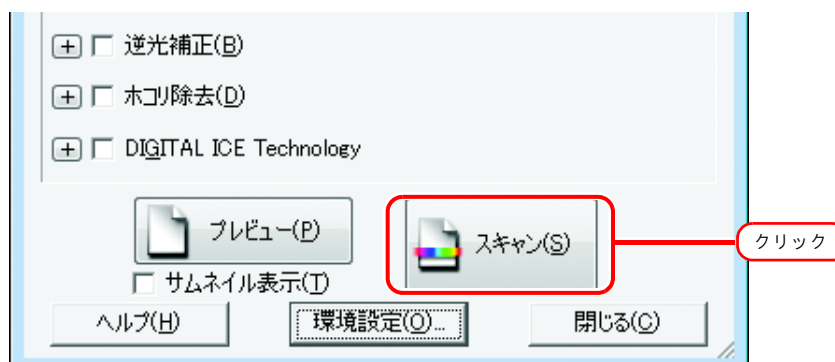 逆光補正(B)
ホコリ除去(D)
DIGITAL ICE Technology
プレビュー(P)
スキャン(S)
クリック
サムネイル表示(T)
ヘルプ(H)
環境設定(O)...
閉じる(C)